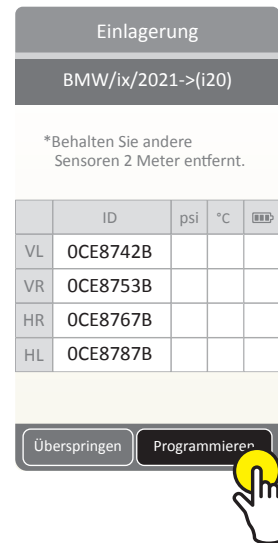 Einlagerung
BMW/ix/2021->(i20)
*Behalten Sie andere
Sensoren 2 Meter entfernt.
ID psi °C
VL 0CE8742B
VR 0CE8753B
HR 0CE8767B
HL 0CE8787B
Überspringen Programmieren